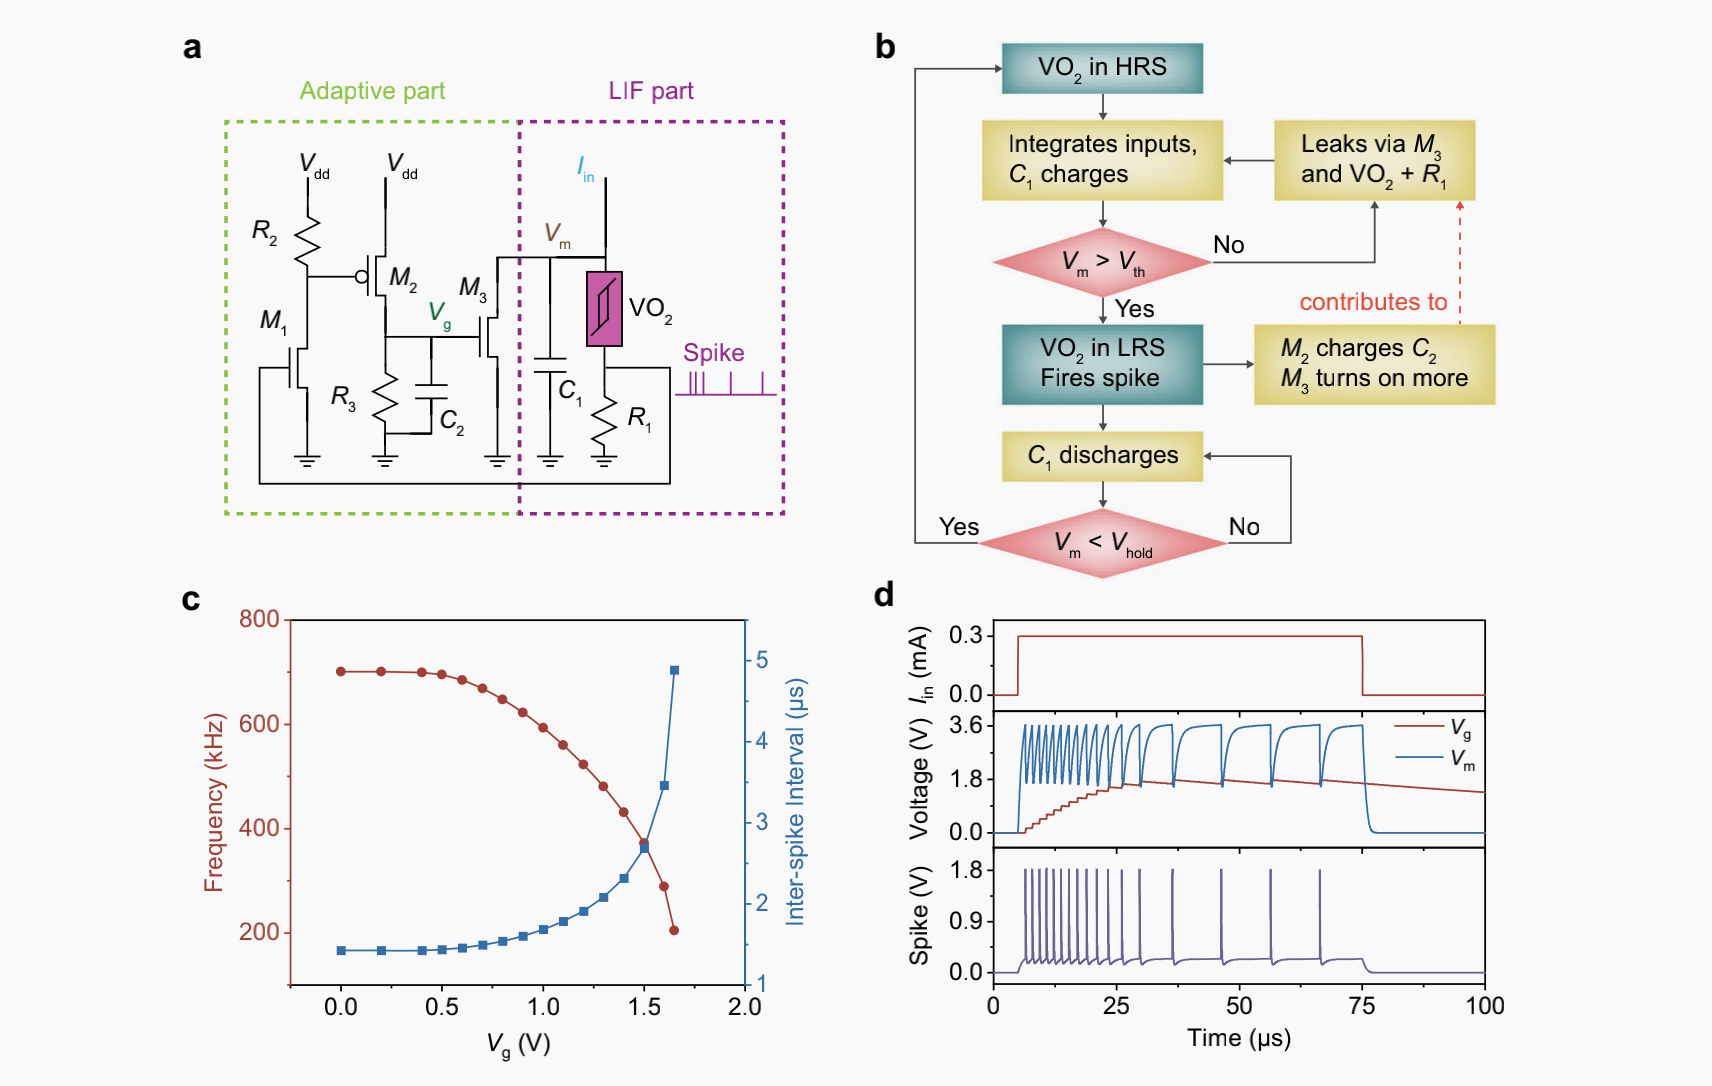 a
Adaptive part
LIF part
Vdd
Vdd
Iin
R2
Vm
M2
M3
VO2
Vg
M1
Spike
R3
C1
C2
R1
b
VO2 in HRS
Integrates inputs,
C1 charges
Leaks via M3
and VO2 + R1
Vm > Vth
No
Yes
contributes to
VO2 in LRS
Fires spike
M2 charges C2
M3 turns on more
C1 discharges
Yes
Vm < Vhold
No
c
800
600
400
200
Frequency (kHz)
5
4
3
2
1
Inter-spike Interval (µs)
0.0 0.5 1.0 1.5 2.0
Vg (V)
d
0.3
0.0
Iin (mA)
3.6
1.8
0.0
Voltage (V)
Vg
Vm
1.8
0.9
0.0
Spike (V)
0 25 50 75 100
Time (µs)